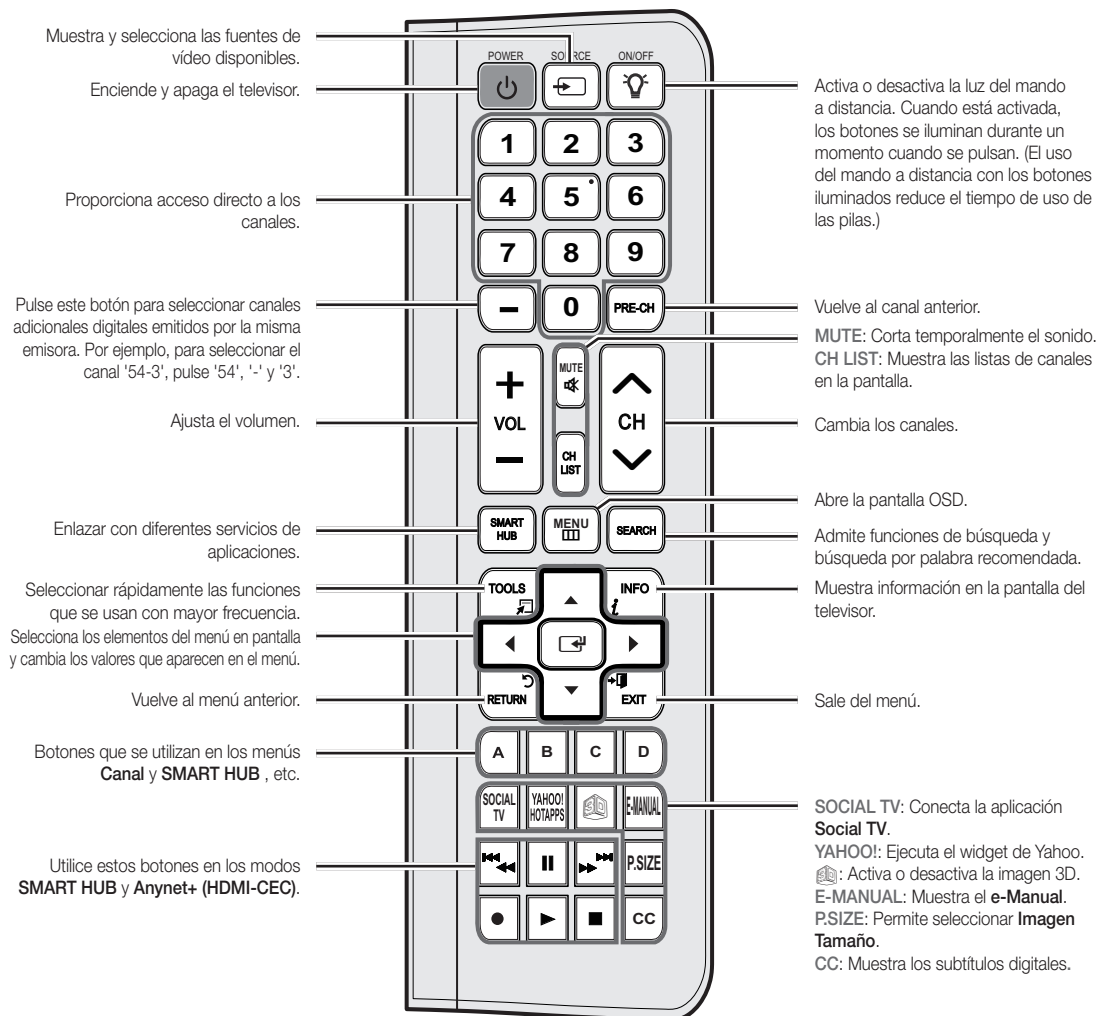 Muestra y selecciona las fuentes de
vídeo disponibles.
Enciende y apaga el televisor.
Proporciona acceso directo a los
canales.
Pulse este botón para seleccionar canales
adicionales digitales emitidos por la misma
emisora. Por ejemplo, para seleccionar el
canal '54-3', pulse '54', '-' y '3'.
Ajusta el volumen.
Enlazar con diferentes servicios de
aplicaciones.
Seleccionar rápidamente las funciones
que se usan con mayor frecuencia.
Selecciona los elementos del menú en pantalla
y cambia los valores que aparecen en el menú.
Vuelve al menú anterior.
Botones que se utilizan en los menús
Canal y SMART HUB , etc.
Utilice estos botones en los modos
SMART HUB y Anynet+ (HDMI-CEC).
POWER SOURCE ON/OFF
1 2 3
4 5 6
7 8 9
– 0 PRE-CH
+ MUTE
VOL CH
– CH
LIST
SMART
HUB
MENU
SEARCH
TOOLS INFO
i
RETURN EXIT
A B C D
SOCIAL
TV
YAHOO!
HOTAPPS
3D
E-MANUAL
P.SIZE
CC
Activa o desactiva la luz del mando
a distancia. Cuando está activada,
los botones se iluminan durante un
momento cuando se pulsan. (El uso
del mando a distancia con los botones
iluminados reduce el tiempo de uso de
las pilas.)
Vuelve al canal anterior.
MUTE: Corta temporalmente el sonido.
CH LIST: Muestra las listas de canales
en la pantalla.
Cambia los canales.
Abre la pantalla OSD.
Admite funciones de búsqueda y
búsqueda por palabra recomendada.
Muestra información en la pantalla del
televisor.
Sale del menú.
SOCIAL TV: Conecta la aplicación
Social TV.
YAHOO!: Ejecuta el widget de Yahoo.
3D: Activa o desactiva la imagen 3D.
E-MANUAL: Muestra el e-Manual.
P.SIZE: Permite seleccionar Imagen
Tamaño.
CC: Muestra los subtítulos digitales.